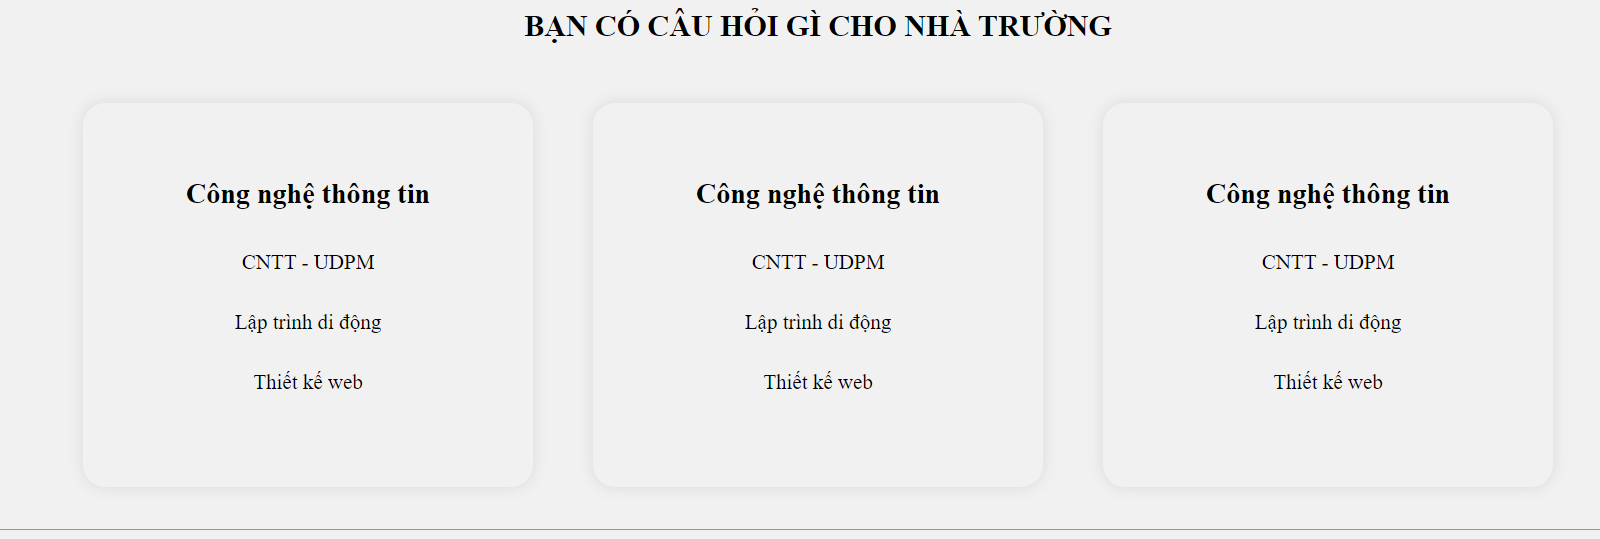 BẠN CÓ CÂU HỎI GÌ CHO NHÀ TRƯỜNG
Công nghệ thông tin
CNTT - UDPM
Lập trình di động
Thiết kế web
Công nghệ thông tin
CNTT - UDPM
Lập trình di động
Thiết kế web
Công nghệ thông tin
CNTT - UDPM
Lập trình di động
Thiết kế web